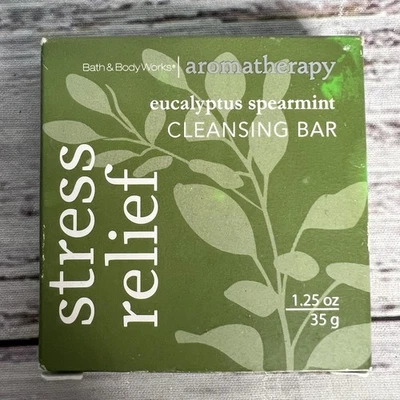 Bath & Body Works® | aromatherapy
eucalyptus spearmint
CLEANSING BAR
stress
relief
1.25 oz
35 g